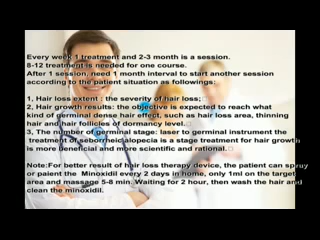 Every week 1 treatment and 2-3 month is a session.
8-12 treatment is needed for one course.
After 1 session, need 1 month interval to start another session
according to the patient situation as followings:
1, Hair loss extent : the severity of hair loss;
2, Hair growth results: the objective is expected to reach what
kind of germinal dense hair effect, such as hair loss area, thinning
hair and hair follicles of dormancy level.
3, The number of germinal stage: laser to germinal instrument the
treatment of seborrheic alopecia is a stage treatment for hair growth
is more beneficial and more scientific and rational.
Note:For better result of hair loss therapy device, the patient can spray
or paient the Minoxidil every 2 days in home, only 1ml on the target
area and massage 5-8 min. Waiting for 2 hour, then wash the hair and
clean the minoxidil.